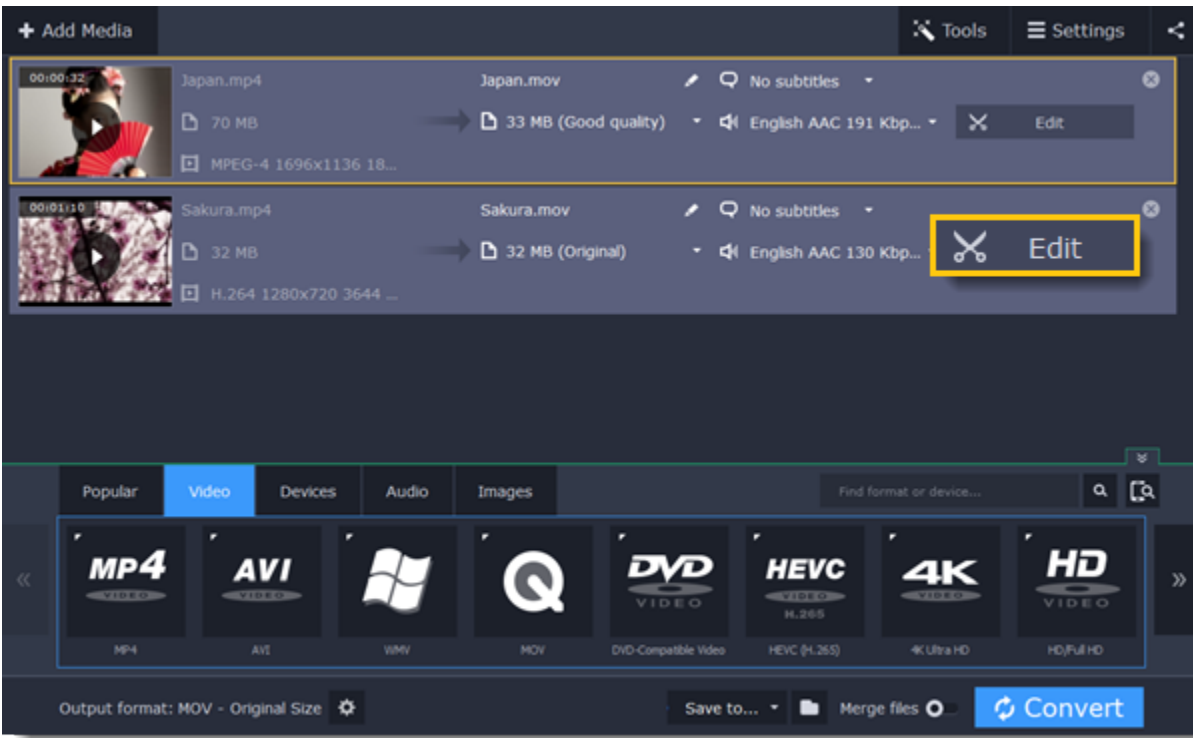 + Add Media
Tools
Settings
00:00:32
Japan.mp4
Japan.mov
No subtitles
70 MB
33 MB (Good quality)
English AAC 191 Kbp...
Edit
MPEG-4 1696x1136 18...
00:01:10
Sakura.mp4
Sakura.mov
No subtitles
32 MB
32 MB (Original)
English AAC 130 Kbp...
Edit
H.264 1280x720 3644 ...
Popular
Video
Devices
Audio
Images
Find format or device...
MP4
VIDEO
AVI
VIDEO
DVD
VIDEO
HEVC
VIDEO
H.265
4K
VIDEO
HD
VIDEO
MP4
AVI
WMV
MOV
DVD-Compatible Video
HEVC (H.265)
4K Ultra HD
HD/Full HD
Output format: MOV - Original Size
Save to...
Merge files
Convert